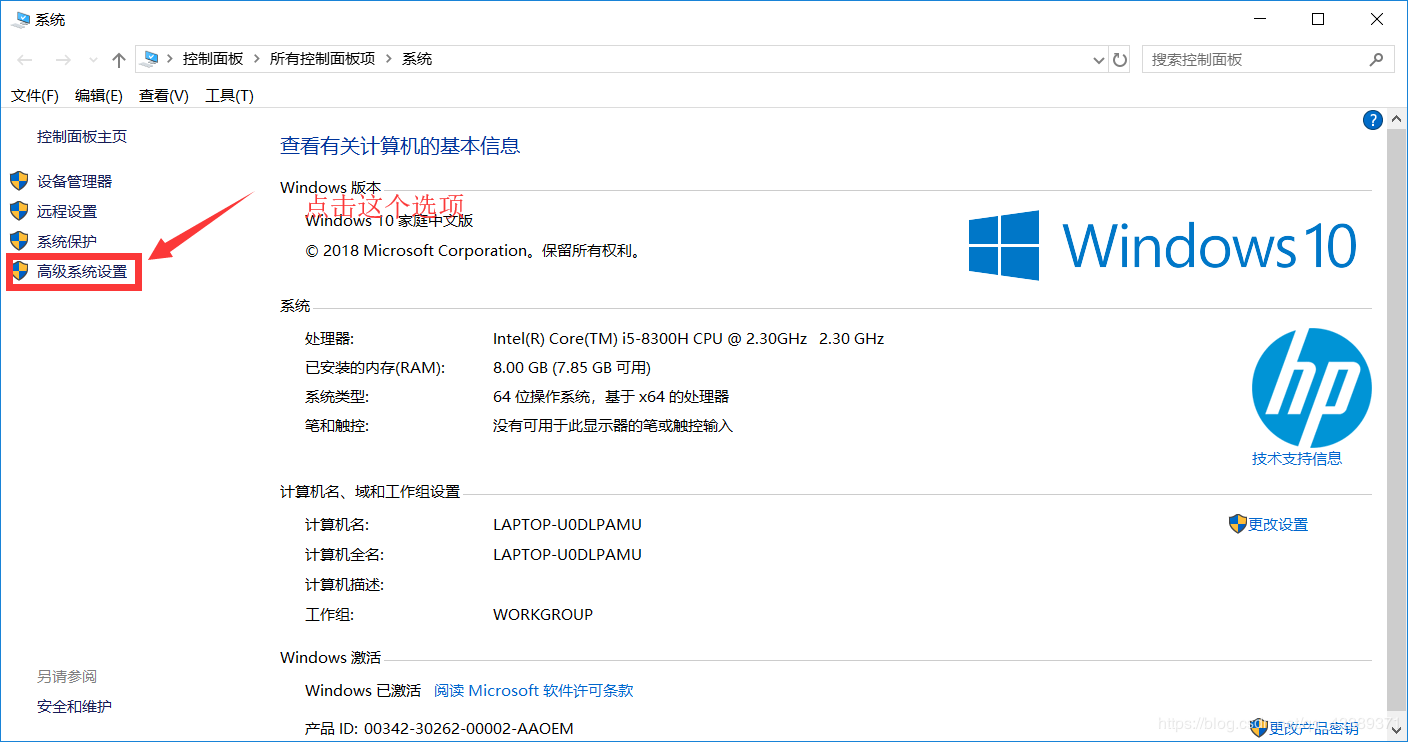 系统
控制面板 › 所有控制面板项 › 系统
搜索控制面板
文件(F) 编辑(E) 查看(V) 工具(T)
控制面板主页
设备管理器
远程设置
系统保护
高级系统设置
另请参阅
安全和维护
查看有关计算机的基本信息
Windows 版本
点击这个选项
Windows 10 家庭中文版
© 2018 Microsoft Corporation。保留所有权利。
Windows 10
系统
处理器: Intel(R) Core(TM) i5-8300H CPU @ 2.30GHz 2.30 GHz
已安装的内存(RAM): 8.00 GB (7.85 GB 可用)
系统类型: 64 位操作系统，基于 x64 的处理器
笔和触控: 没有可用于此显示器的笔或触控输入
hp
技术支持信息
计算机名、域和工作组设置
计算机名: LAPTOP-U0DLPAMU
更改设置
计算机全名: LAPTOP-U0DLPAMU
计算机描述:
工作组: WORKGROUP
Windows 激活
Windows 已激活 阅读 Microsoft 软件许可条款
产品 ID: 00342-30262-00002-AAOEM
更改产品密钥